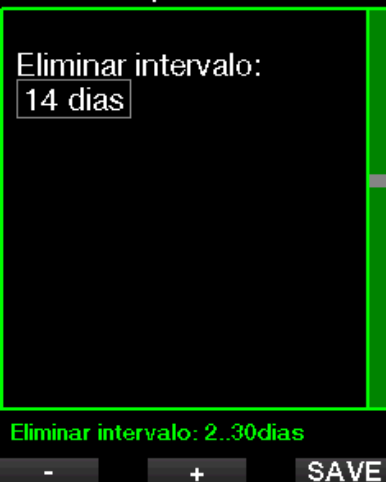 Eliminar intervalo:
14 dias
Eliminar intervalo: 2..30dias
- + SAVE